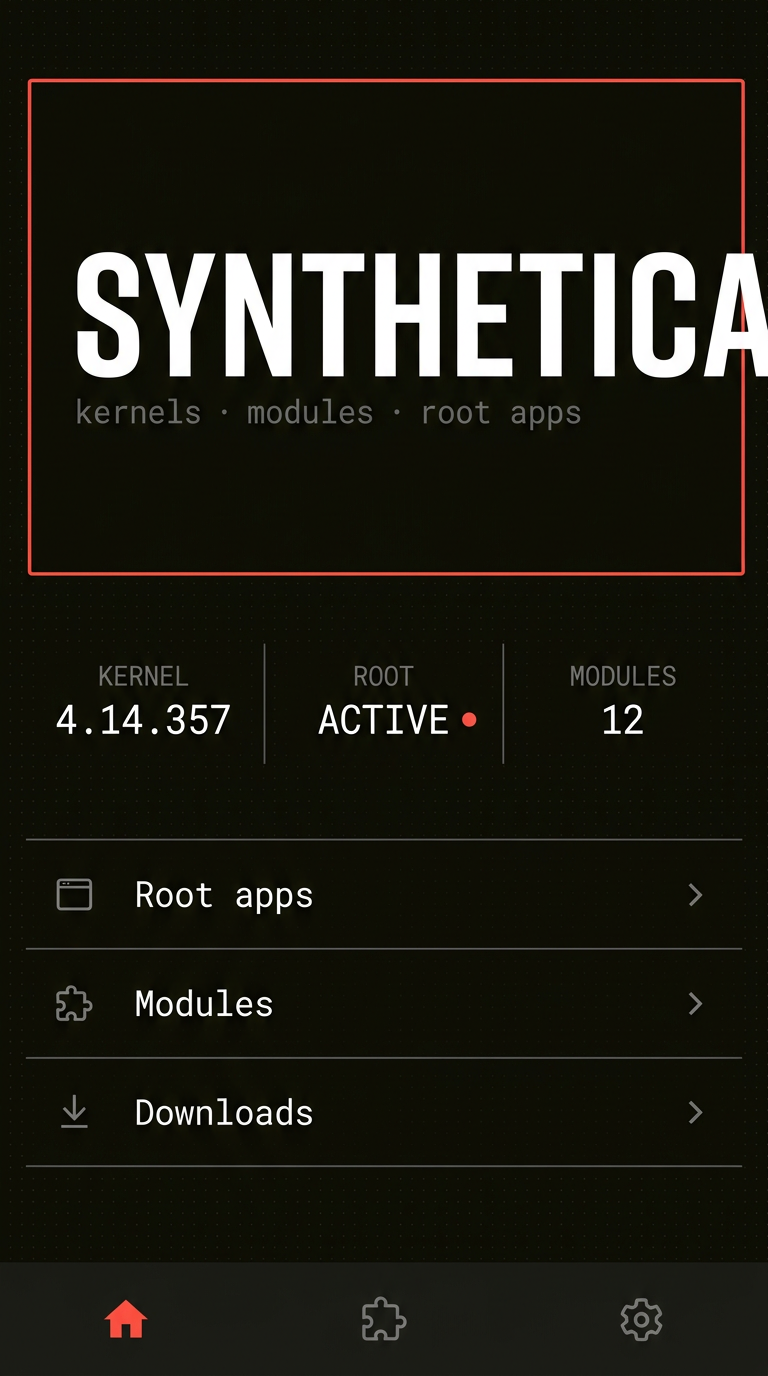 SYNTHETICA
kernels · modules · root apps
KERNEL
4.14.357
ROOT
ACTIVE
MODULES
12
Root apps
Modules
Downloads